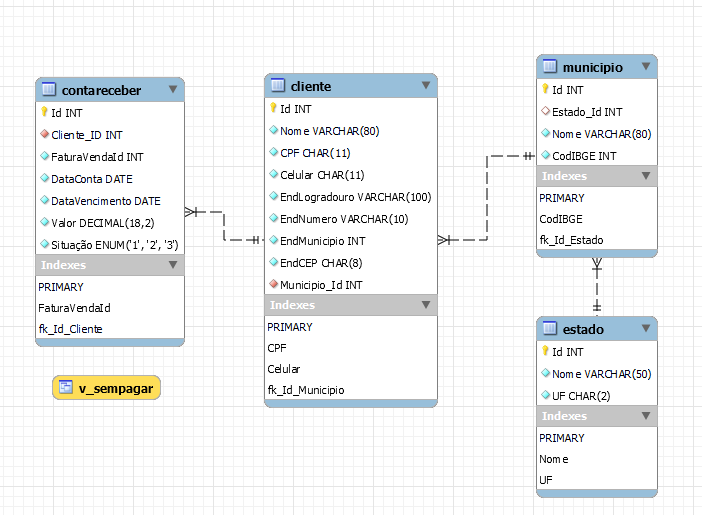 contareceber
Id INT
Cliente_ID INT
FaturaVendaId INT
DataConta DATE
DataVencimento DATE
Valor DECIMAL(18,2)
Situação ENUM('1', '2', '3')
Indexes
PRIMARY
FaturaVendaId
fk_Id_Cliente
v_sempagar
cliente
Id INT
Nome VARCHAR(80)
CPF CHAR(11)
Celular CHAR(11)
EndLogradouro VARCHAR(100)
EndNumero VARCHAR(10)
EndMunicipio INT
EndCEP CHAR(8)
Municipio_Id INT
Indexes
PRIMARY
CPF
Celular
fk_Id_Municipio
municipio
Id INT
Estado_Id INT
Nome VARCHAR(80)
CodIBGE INT
Indexes
PRIMARY
CodIBGE
fk_Id_Estado
estado
Id INT
Nome VARCHAR(50)
UF CHAR(2)
Indexes
PRIMARY
Nome
UF